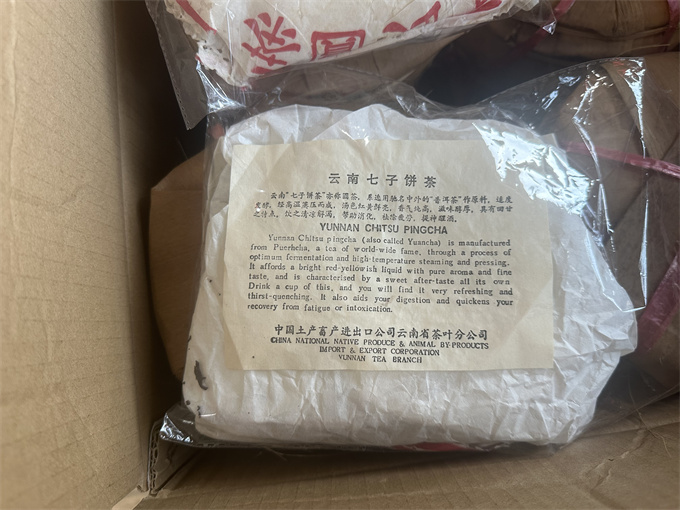 圆
云南七子饼茶
云南“七子饼茶”亦称圆茶，系选用驰名中外的“普洱茶”作原料，适度
发酵，经高温蒸压而成，汤色红黄鲜亮，香气纯高，滋味醇厚，具有回甘
之特点，饮之清凉解渴，帮助消化，祛除疲劳，提神醒酒。
YUNNAN CHITSU PINGCHA
Yunnan Chitsu pingcha (also called Yuancha) is manufactured
from Puerhcha, a tea of world-wide fame, through a process of
optimum fermentation and high-temperature steaming and pressing.
It affords a bright red-yellowish liquid with pure aroma and fine
taste, and is characterised by a sweet after-taste all its own.
Drink a cup of this, and you will find it very refreshing and
thirst-quenching. It also aids your digestion and quickens your
recovery from fatigue or intoxication.
中国土产畜产进出口公司云南省茶叶分公司
CHINA NATIONAL NATIVE PRODUCE & ANIMAL BY-PRODUCTS
IMPORT & EXPORT CORPORATION
YUNNAN TEA BRANCH